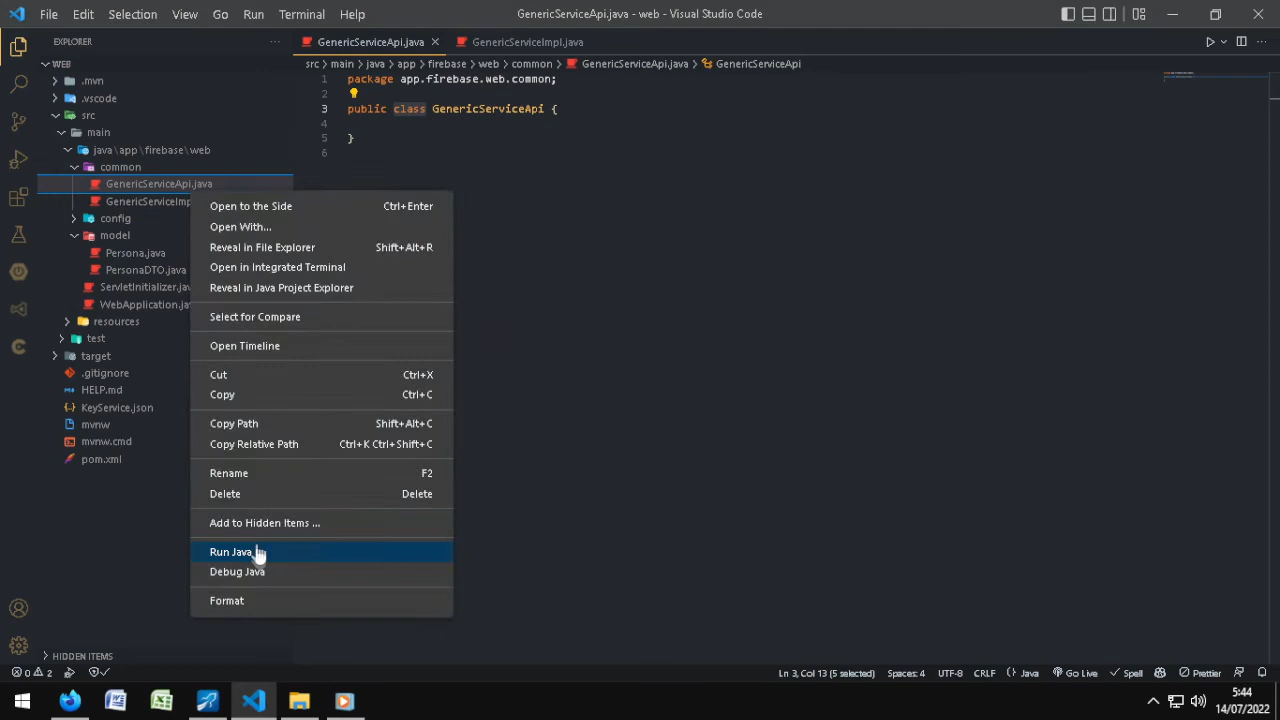 File Edit Selection View Go Run Terminal Help GenericServiceApi.java - web - Visual Studio Code
EXPLORER ...
GenericServiceApi.java GenericServiceImpl.java
WEB
src > main > java > app > firebase > web > common > GenericServiceApi.java > GenericServiceApi
.mvn
.vscode
src
main
java\app\firebase\web
common
GenericServiceApi.java
GenericServiceImp
config
model
Persona.java
PersonaDTO.java
ServletInitializer.jav
WebApplication.jav
resources
test
target
.gitignore
HELP.md
KeyService.json
mvnw
mvnw.cmd
pom.xml
HIDDEN ITEMS
1 package app.firebase.web.common;
2
3 public class GenericServiceApi {
4
5 }
6
Open to the Side Ctrl+Enter
Open With...
Reveal in File Explorer Shift+Alt+R
Open in Integrated Terminal
Reveal in Java Project Explorer
Select for Compare
Open Timeline
Cut Ctrl+X
Copy Ctrl+C
Copy Path Shift+Alt+C
Copy Relative Path Ctrl+K Ctrl+Shift+C
Rename F2
Delete Delete
Add to Hidden Items ...
Run Java
Debug Java
Format
0 2 Ln 3, Col 13 (5 selected) Spaces: 4 UTF-8 CRLF {} Java Go Live Spell Prettier
5:44
14/07/2022